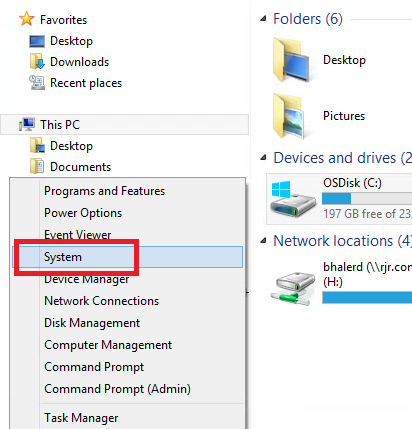 Favorites
Desktop
Downloads
Recent places
This PC
Desktop
Documents
Programs and Features
Power Options
Event Viewer
System
Device Manager
Network Connections
Disk Management
Computer Management
Command Prompt
Command Prompt (Admin)
Task Manager
Folders (6)
Desktop
Pictures
Devices and drives (2
OSDisk (C:)
197 GB free of 23
Network locations (4)
bhalerd (\\rjr.con
(H:)